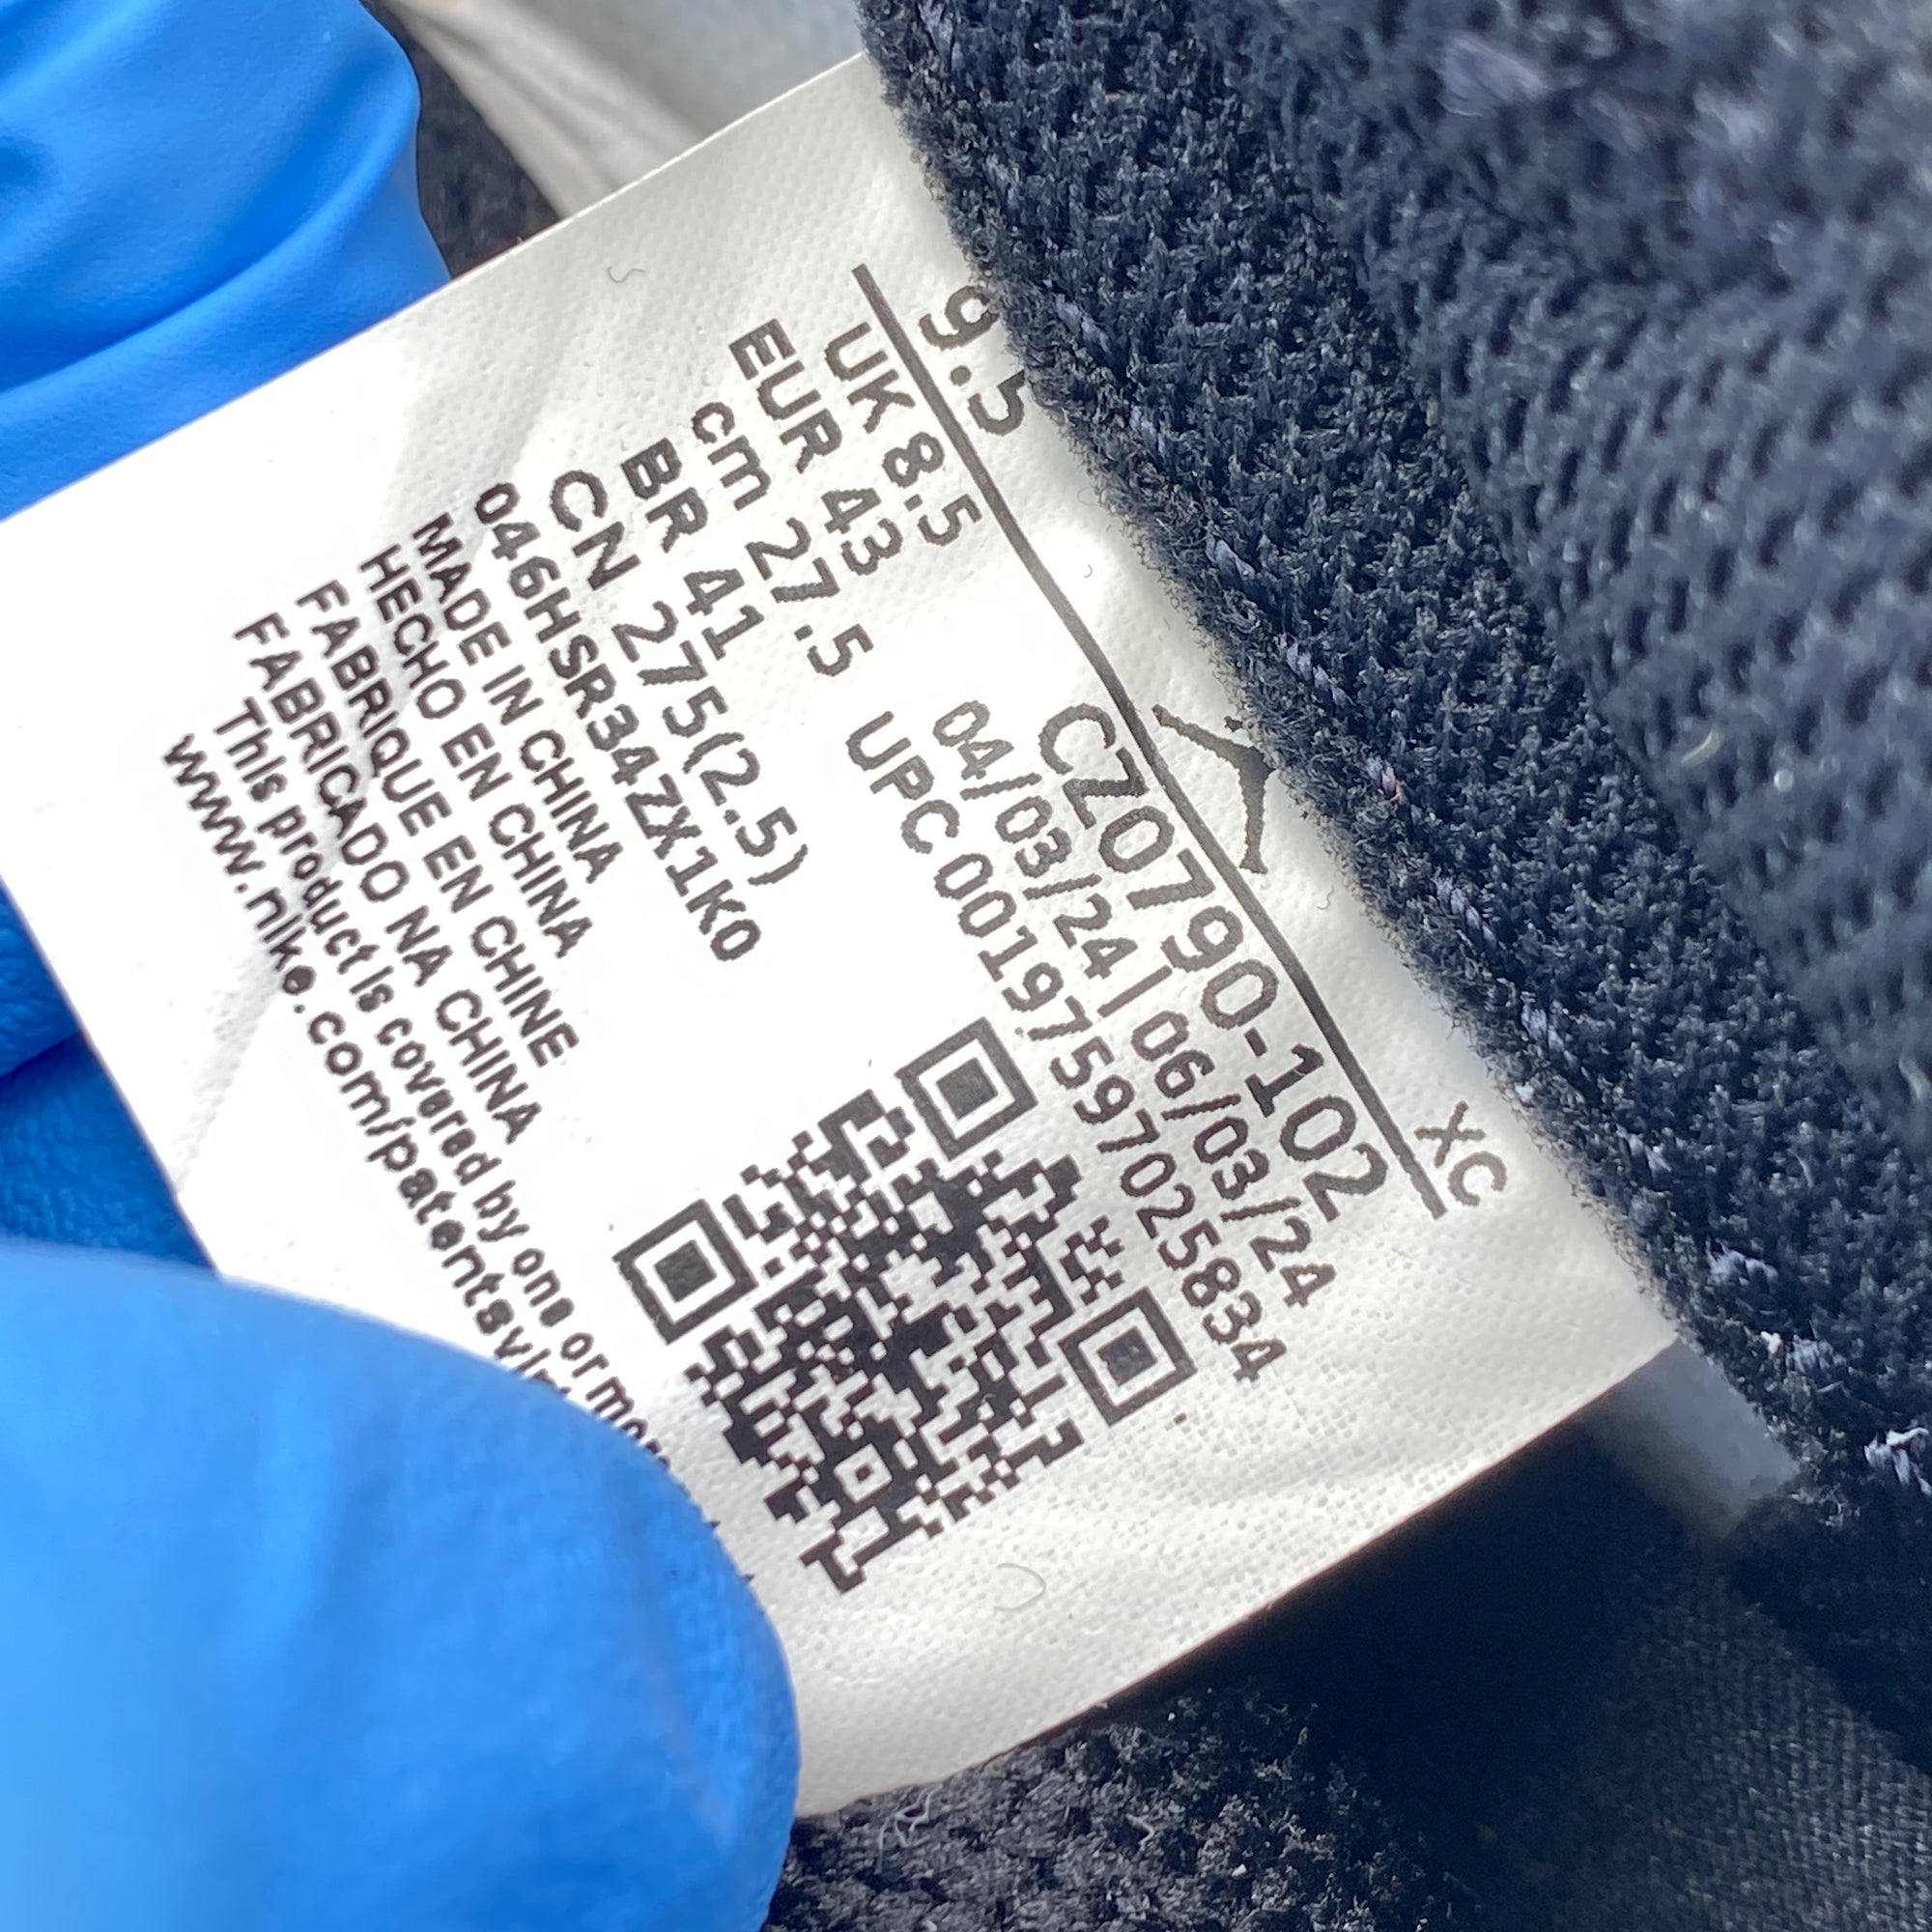 9.5
XC
UK 8.5
EUR 43
cm 27.5
BR 41
CN 275(2.5)
046HSR34ZX1K0
MADE IN CHINA
HECHO EN CHINA
FABRIQUE EN CHINE
FABRICADO NA CHINA
This product is covered by one or more
www.nike.com/patents
CZ0790-102
04/03/24 | 06/03/24
UPC 00197597025834